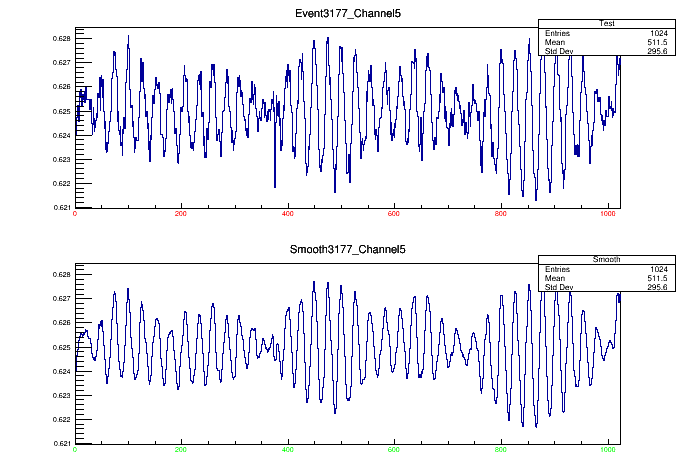 Event3177_Channel5
Test
Entries 1024
Mean 511.5
Std Dev 295.6
0.628
0.627
0.626
0.625
0.624
0.623
0.622
0.621
0 200 400 600 800 1000
Smooth3177_Channel5
Smooth
Entries 1024
Mean 511.5
Std Dev 295.6
0.628
0.627
0.626
0.625
0.624
0.623
0.622
0.621
0 200 400 600 800 1000